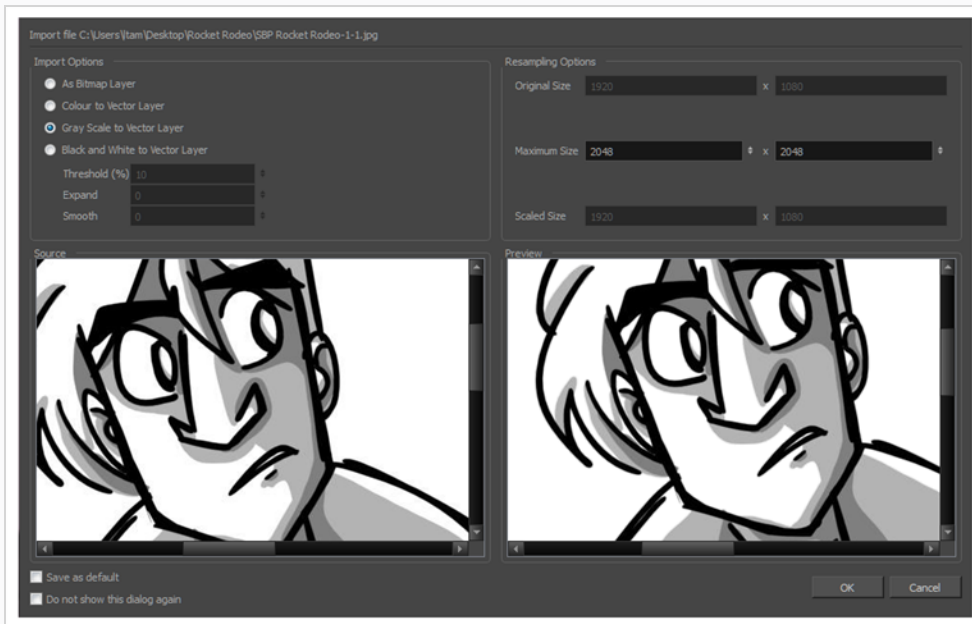 Import file C:\Users\ltam\Desktop\Rocket Rodeo\SBP Rocket Rodeo-1-1.jpg
Import Options
As Bitmap Layer
Colour to Vector Layer
Gray Scale to Vector Layer
Black and White to Vector Layer
Threshold (%) 10
Expand 0
Smooth 0
Resampling Options
Original Size 1920 x 1080
Maximum Size 2048 x 2048
Scaled Size 1920 x 1080
Source
Preview
Save as default
Do not show this dialog again
OK Cancel